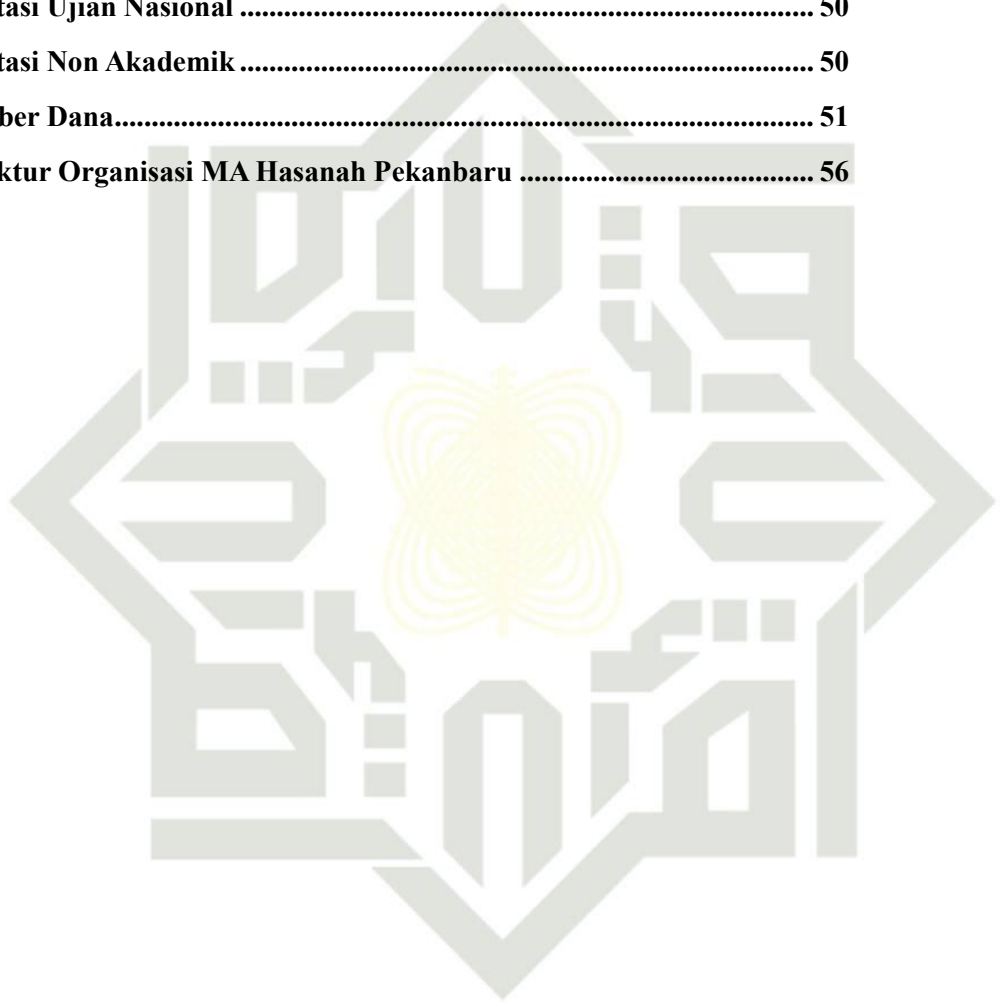 tasi Ujian Nasional ............................................................................... 50
tasi Non Akademik ............................................................................... 50
ber Dana................................................................................................ 51
ktur Organisasi MA Hasanah Pekanbaru ........................................ 56